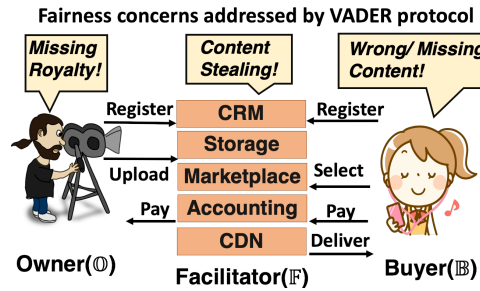 Fairness concerns addressed by VADER protocol
Missing
Royalty!
Content
Stealing!
Wrong/ Missing
Content!
Register
CRM
Register
Storage
Upload
Marketplace
Select
Pay
Accounting
Pay
CDN
Deliver
Owner(𝕆)
Facilitator(𝔽)
Buyer(𝔹)